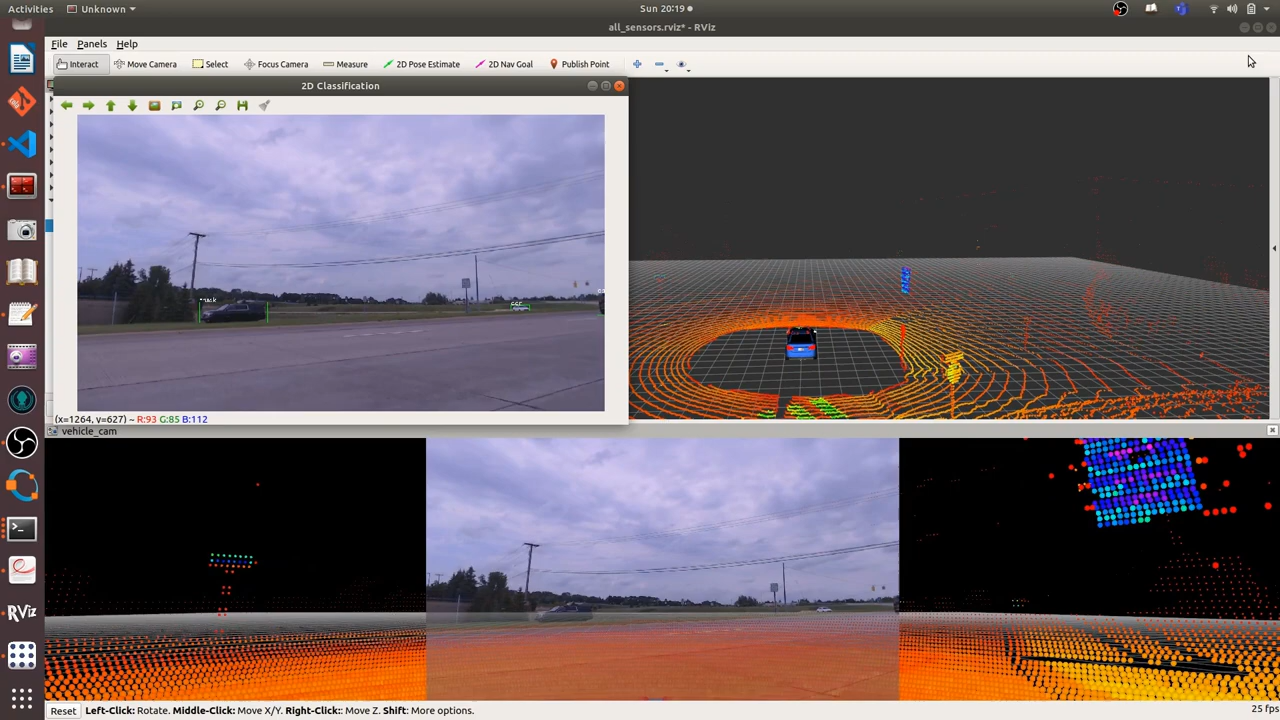 Activities
Unknown
Sun 20:19
all_sensors.rviz* - RViz
File
Panels
Help
Interact
Move Camera
Select
Focus Camera
Measure
2D Pose Estimate
2D Nav Goal
Publish Point
2D Classification
car
(x=1264, y=627) ~ R:93 G:85 B:112
vehicle_cam
RViz
Reset
Left-Click: Rotate. Middle-Click: Move X/Y. Right-Click:: Move Z. Shift: More options.
25 fps